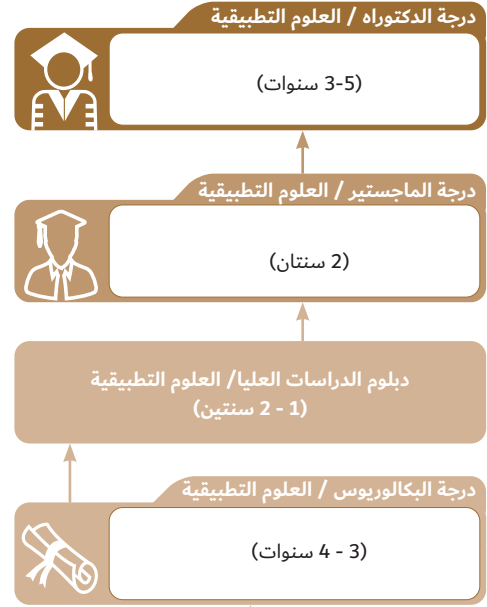 درجة الدكتوراه / العلوم التطبيقية
(3-5 سنوات)
درجة الماجستير / العلوم التطبيقية
(2 سنتان)
دبلوم الدراسات العليا/ العلوم التطبيقية
(1 - 2 سنتين)
درجة البكالوريوس / العلوم التطبيقية
(3 - 4 سنوات)